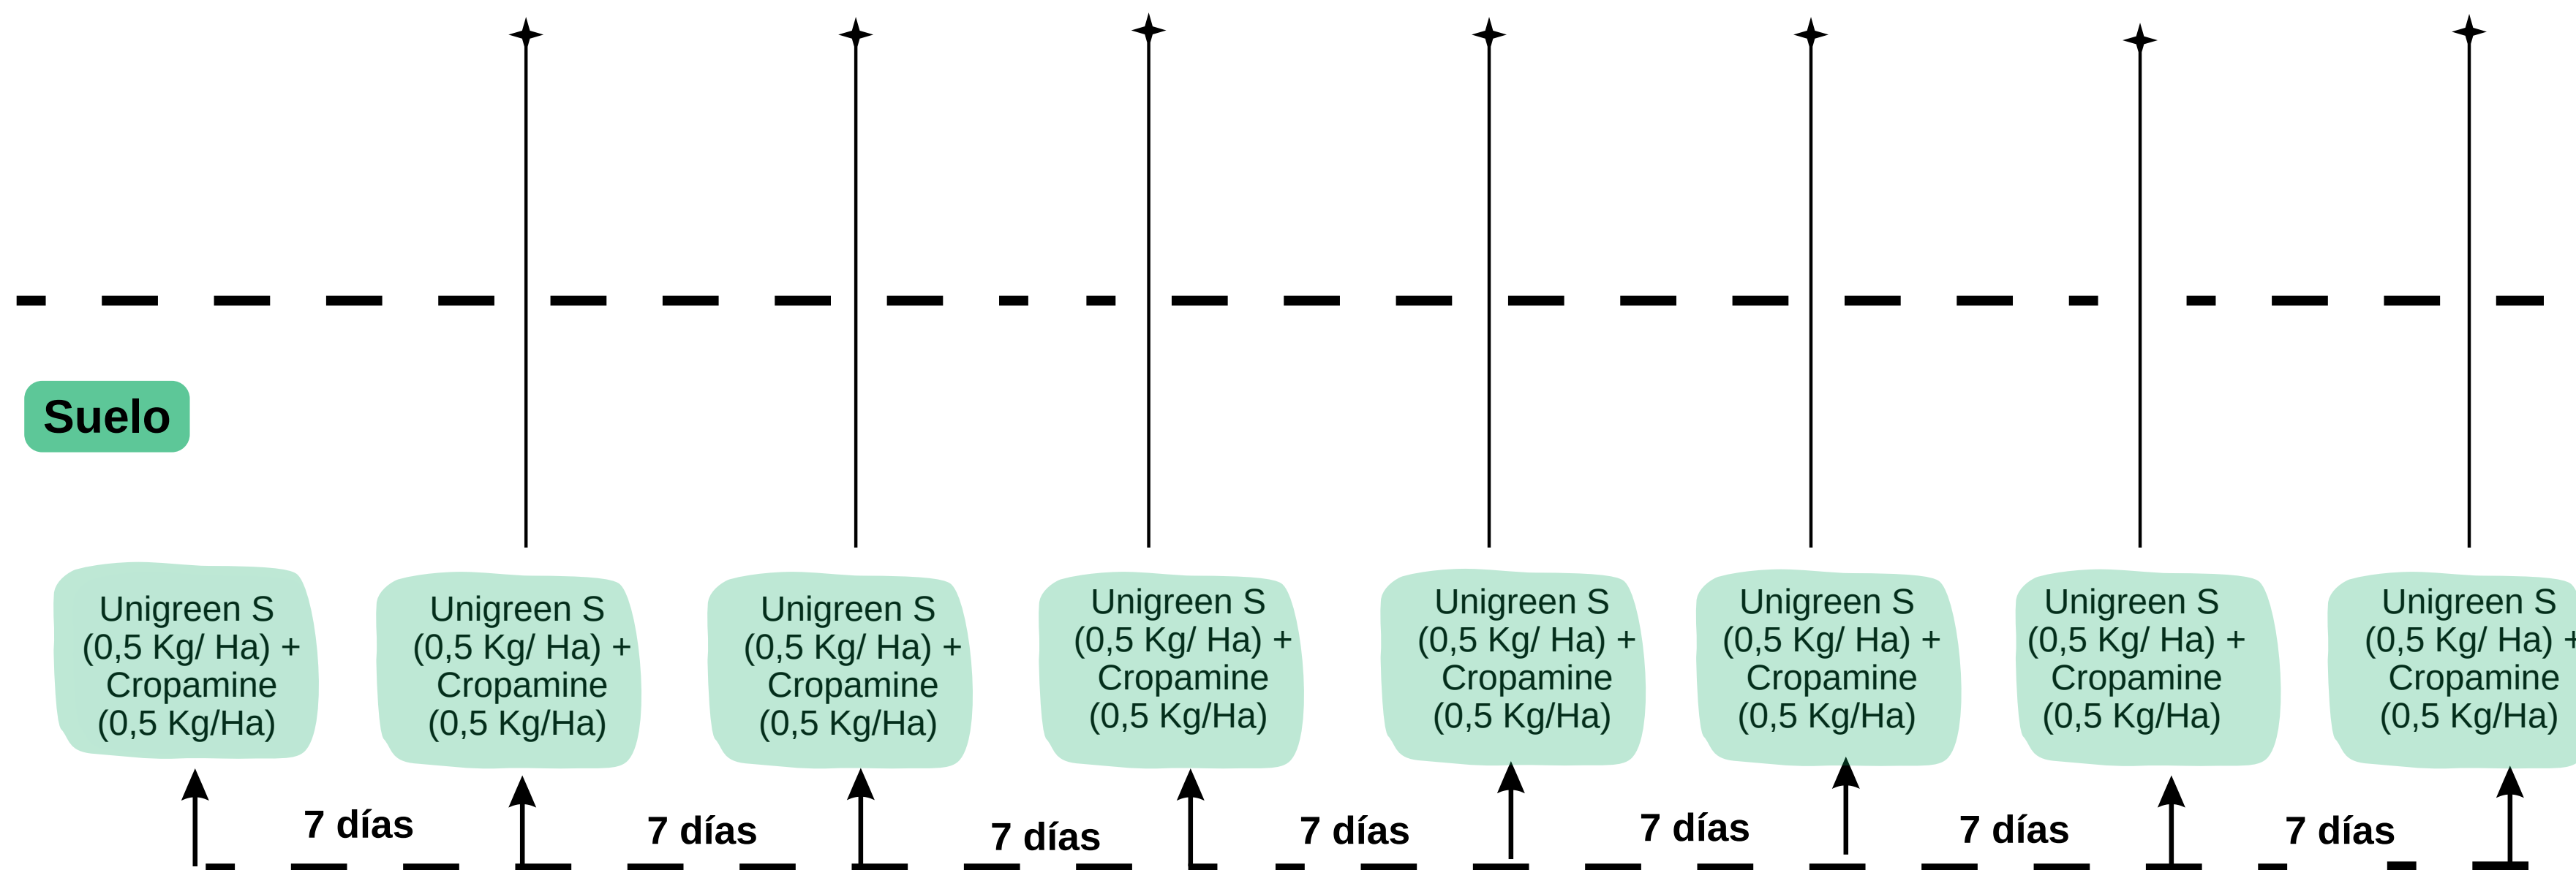 Suelo
Unigreen S
(0,5 Kg/ Ha) +
Cropamine
(0,5 Kg/Ha)
Unigreen S
(0,5 Kg/ Ha) +
Cropamine
(0,5 Kg/Ha)
Unigreen S
(0,5 Kg/ Ha) +
Cropamine
(0,5 Kg/Ha)
Unigreen S
(0,5 Kg/ Ha) +
Cropamine
(0,5 Kg/Ha)
Unigreen S
(0,5 Kg/ Ha) +
Cropamine
(0,5 Kg/Ha)
Unigreen S
(0,5 Kg/ Ha) +
Cropamine
(0,5 Kg/Ha)
Unigreen S
(0,5 Kg/ Ha) +
Cropamine
(0,5 Kg/Ha)
Unigreen S
(0,5 Kg/ Ha) +
Cropamine
(0,5 Kg/Ha)
7 días
7 días
7 días
7 días
7 días
7 días
7 días